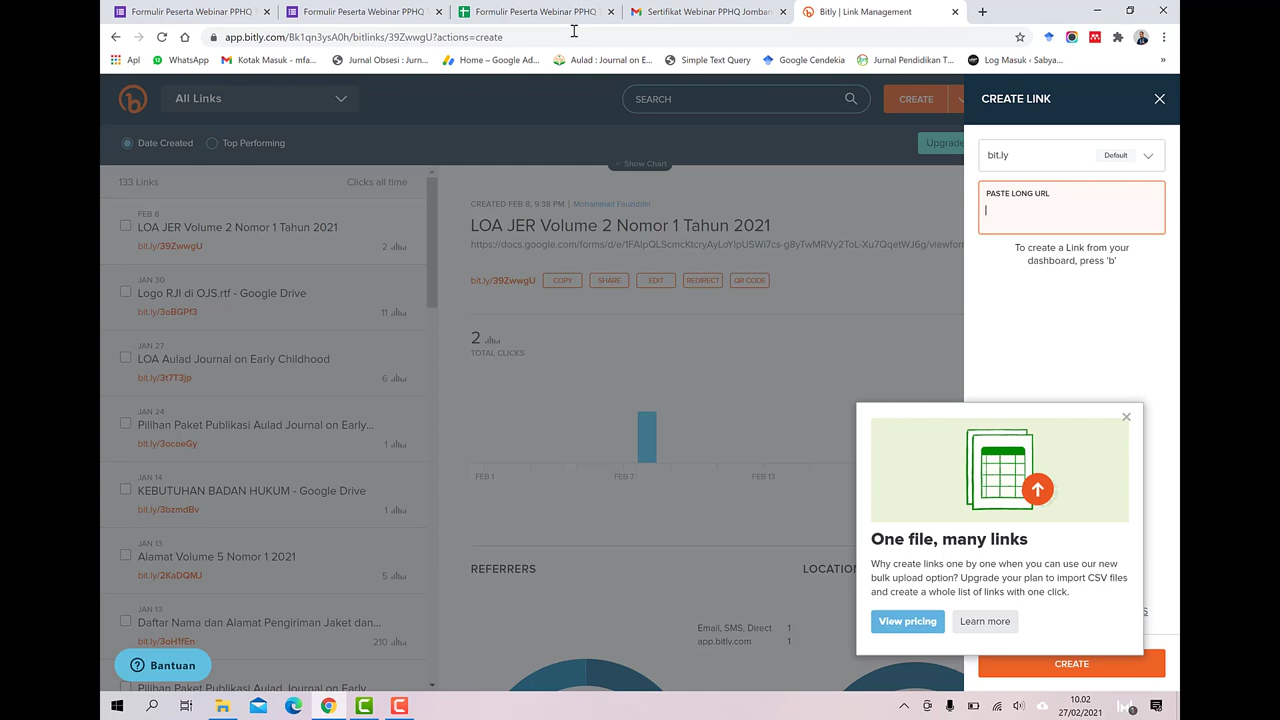 Formulir Peserta Webinar PPHQ
Formulir Peserta Webinar PPHQ
Formulir Peserta Webinar PPHQ
Sertifikat Webinar PPHQ Jomban
Bitly | Link Management
app.bitly.com/Bk1qn3ysA0h/bitlinks/39ZwwgU?actions=create
Apl
WhatsApp
Kotak Masuk - mfa...
Jurnal Obsesi : Jurn...
Home – Google Ad...
Aulad : Journal on E...
Simple Text Query
Google Cendekia
Jurnal Pendidikan T...
Log Masuk ‹ Sabya...
»
All Links
SEARCH
CREATE
CREATE LINK
Date Created
Top Performing
Upgrade
bit.ly
Default
Show Chart
133 Links
Clicks all time
PASTE LONG URL
FEB 8
LOA JER Volume 2 Nomor 1 Tahun 2021
bit.ly/39ZwwgU
2
CREATED FEB 8, 9:38 PM | Mohammad Fauziddin
LOA JER Volume 2 Nomor 1 Tahun 2021
To create a Link from your
dashboard, press 'b'
JAN 30
Logo RJI di OJS.rtf - Google Drive
bit.ly/3oBGPf3
11
bit.ly/39ZwwgU
COPY
SHARE
EDIT
REDIRECT
QR CODE
JAN 27
LOA Aulad Journal on Early Childhood
bit.ly/3t7T3jp
6
2
TOTAL CLICKS
JAN 24
Pilihan Paket Publikasi Aulad Journal on Early...
bit.ly/3ocoeGy
1
FEB 1
FEB 7
FEB 13
JAN 14
KEBUTUHAN BADAN HUKUM - Google Drive
bit.ly/3bzmdBv
1
JAN 13
Alamat Volume 5 Nomor 1 2021
bit.ly/2KaDQMJ
5
REFERRERS
LOCATION
JAN 13
Daftar Nama dan Alamat Pengiriman Jaket dan...
bit.ly/3oH1fEn
210
Email, SMS, Direct 1
app.bitly.com 1
One file, many links
Why create links one by one when you can use our new
bulk upload option? Upgrade your plan to import CSV files
and create a whole list of links with one click.
View pricing
Learn more
CREATE
Bantuan
Pilihan Paket Publikasi Aulad Journal on Early...
10.02
27/02/2021